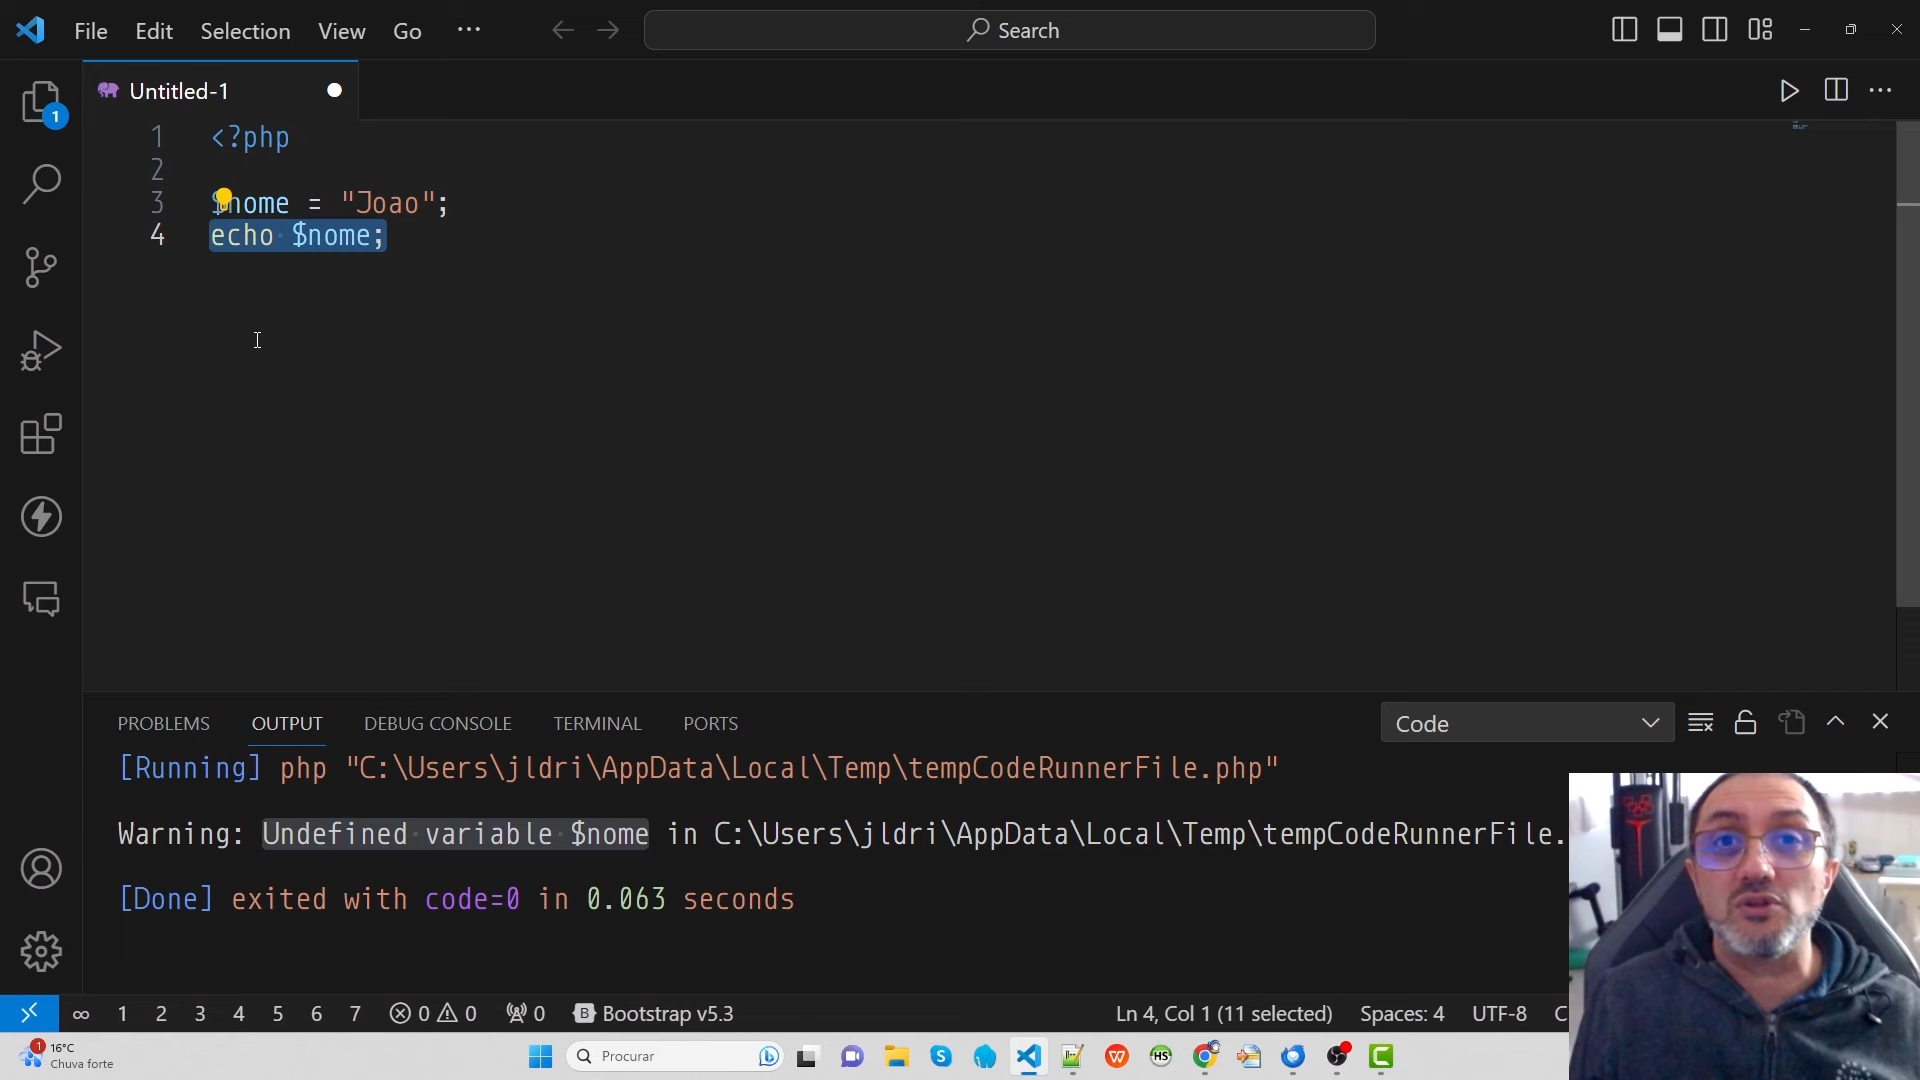 File Edit Selection View Go ···
Search
1
Untitled-1
1 <?php
2
3 $nome = "Joao";
4 echo $nome;
PROBLEMS OUTPUT DEBUG CONSOLE TERMINAL PORTS
Code
[Running] php "C:\Users\jldri\AppData\Local\Temp\tempCodeRunnerFile.php"
Warning: Undefined variable $nome in C:\Users\jldri\AppData\Local\Temp\tempCodeRunnerFile.
[Done] exited with code=0 in 0.063 seconds
∞ 1 2 3 4 5 6 7 0 0 0 B Bootstrap v5.3 Ln 4, Col 1 (11 selected) Spaces: 4 UTF-8 C
1 16°C
Chuva forte
Procurar
HS